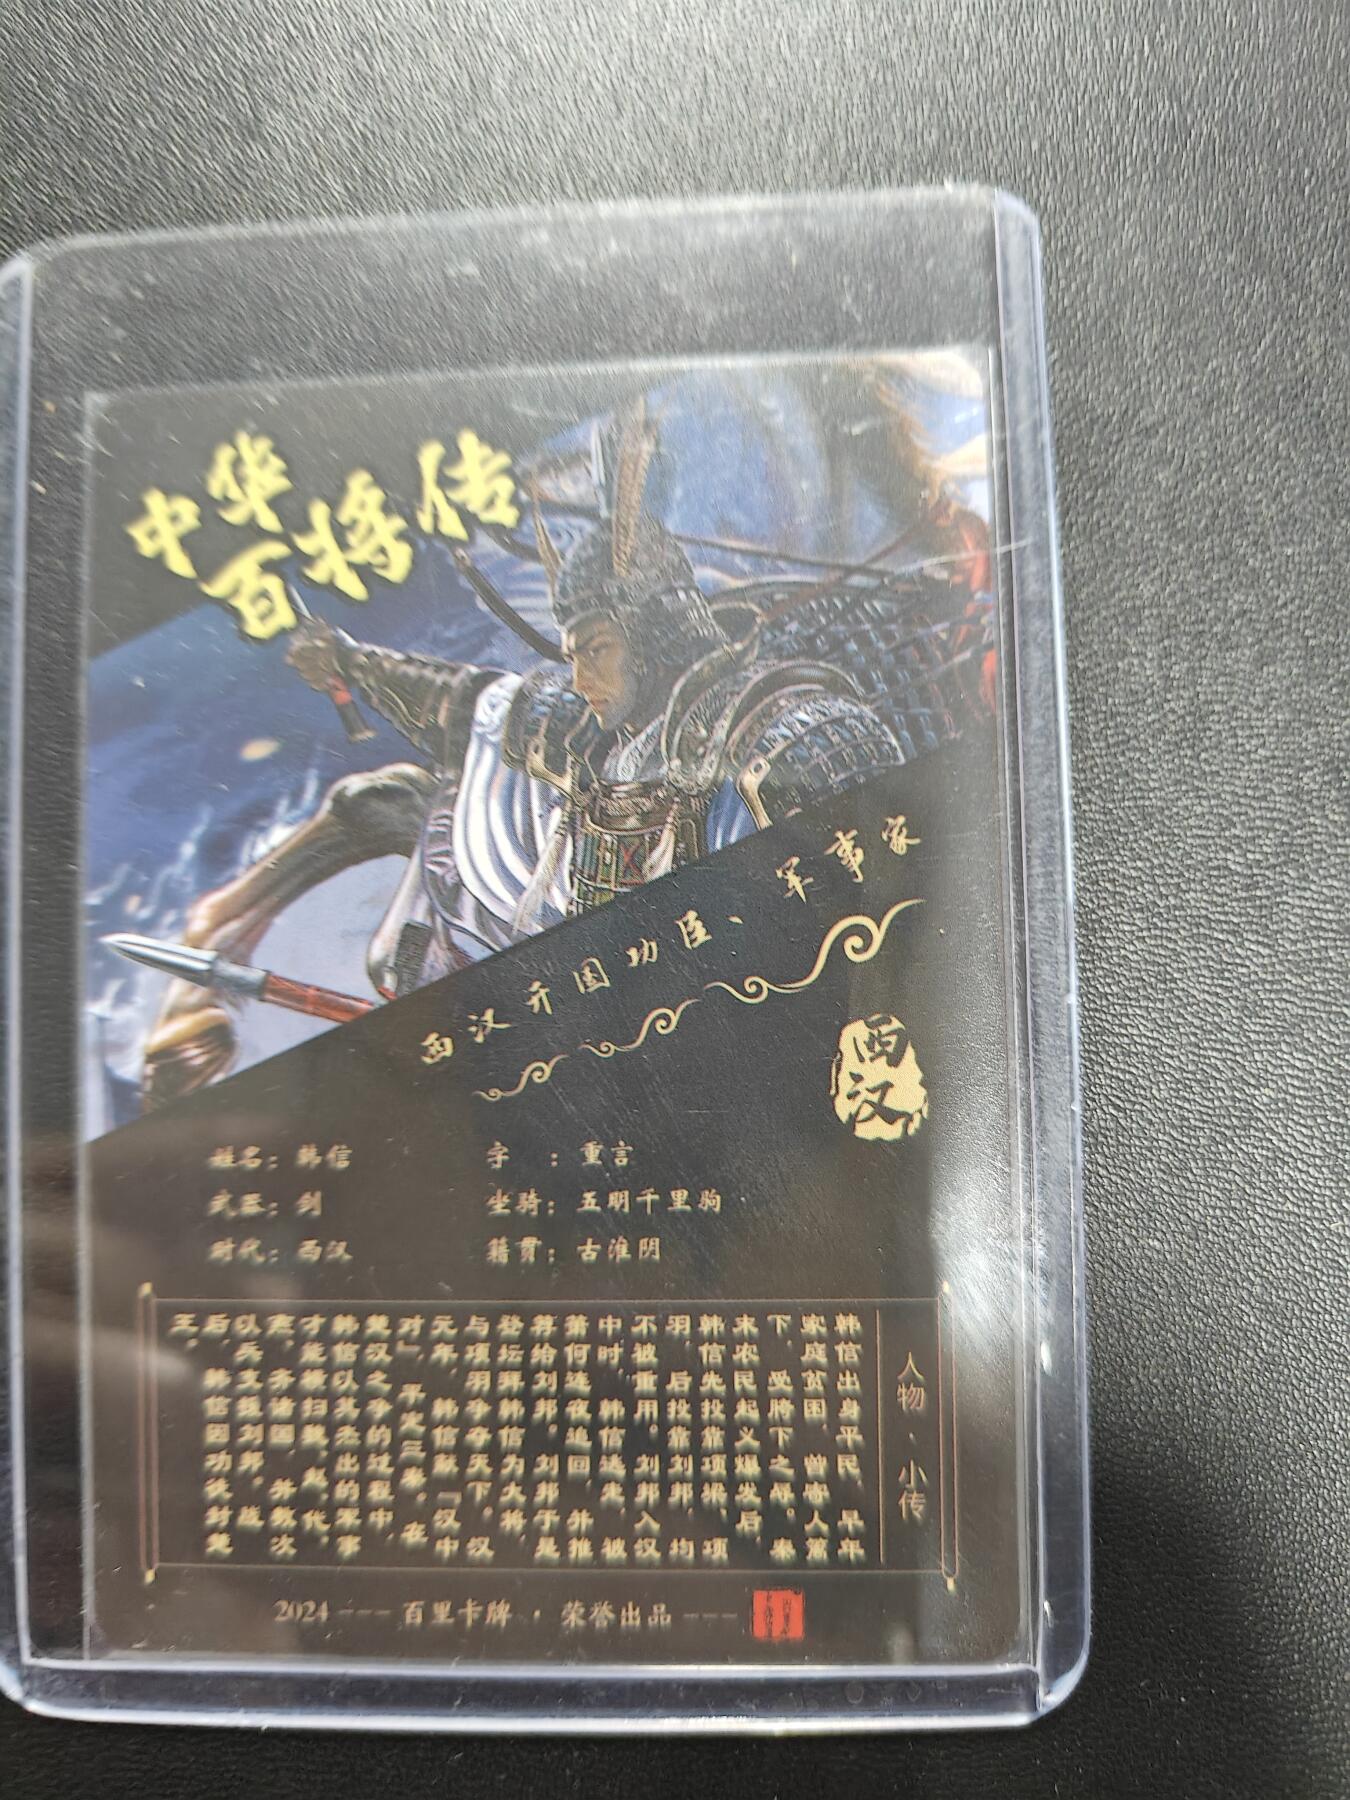 中华
百将传
西汉开国功臣、军事家
西汉
姓名：韩信
字　：重言
武器：剑
坐骑：五明千里驹
时代：西汉
籍贯：古淮阴
人物·小传
韩信出身平民，早年
家庭贫困，曾寄人篱
下，受胯下之辱。秦
末农民起义爆发后，
韩信先投靠项梁、项
羽，后投靠刘邦，均
不被重用。刘邦入汉
中时，韩信逃走，被
萧何连夜追回，并推
荐给刘邦。刘邦于是
登坛拜韩信为大将，
与项羽争夺天下。汉
元年，韩信献「汉中
对」，平定三秦。在
楚汉之争的过程中，
韩信以其杰出的军事
才能横扫魏、赵、代、
燕、齐诸国，并数次
以兵支援刘邦。战
后，韩信因功徙封楚
王。
2024---百里卡牌·荣誉出品---